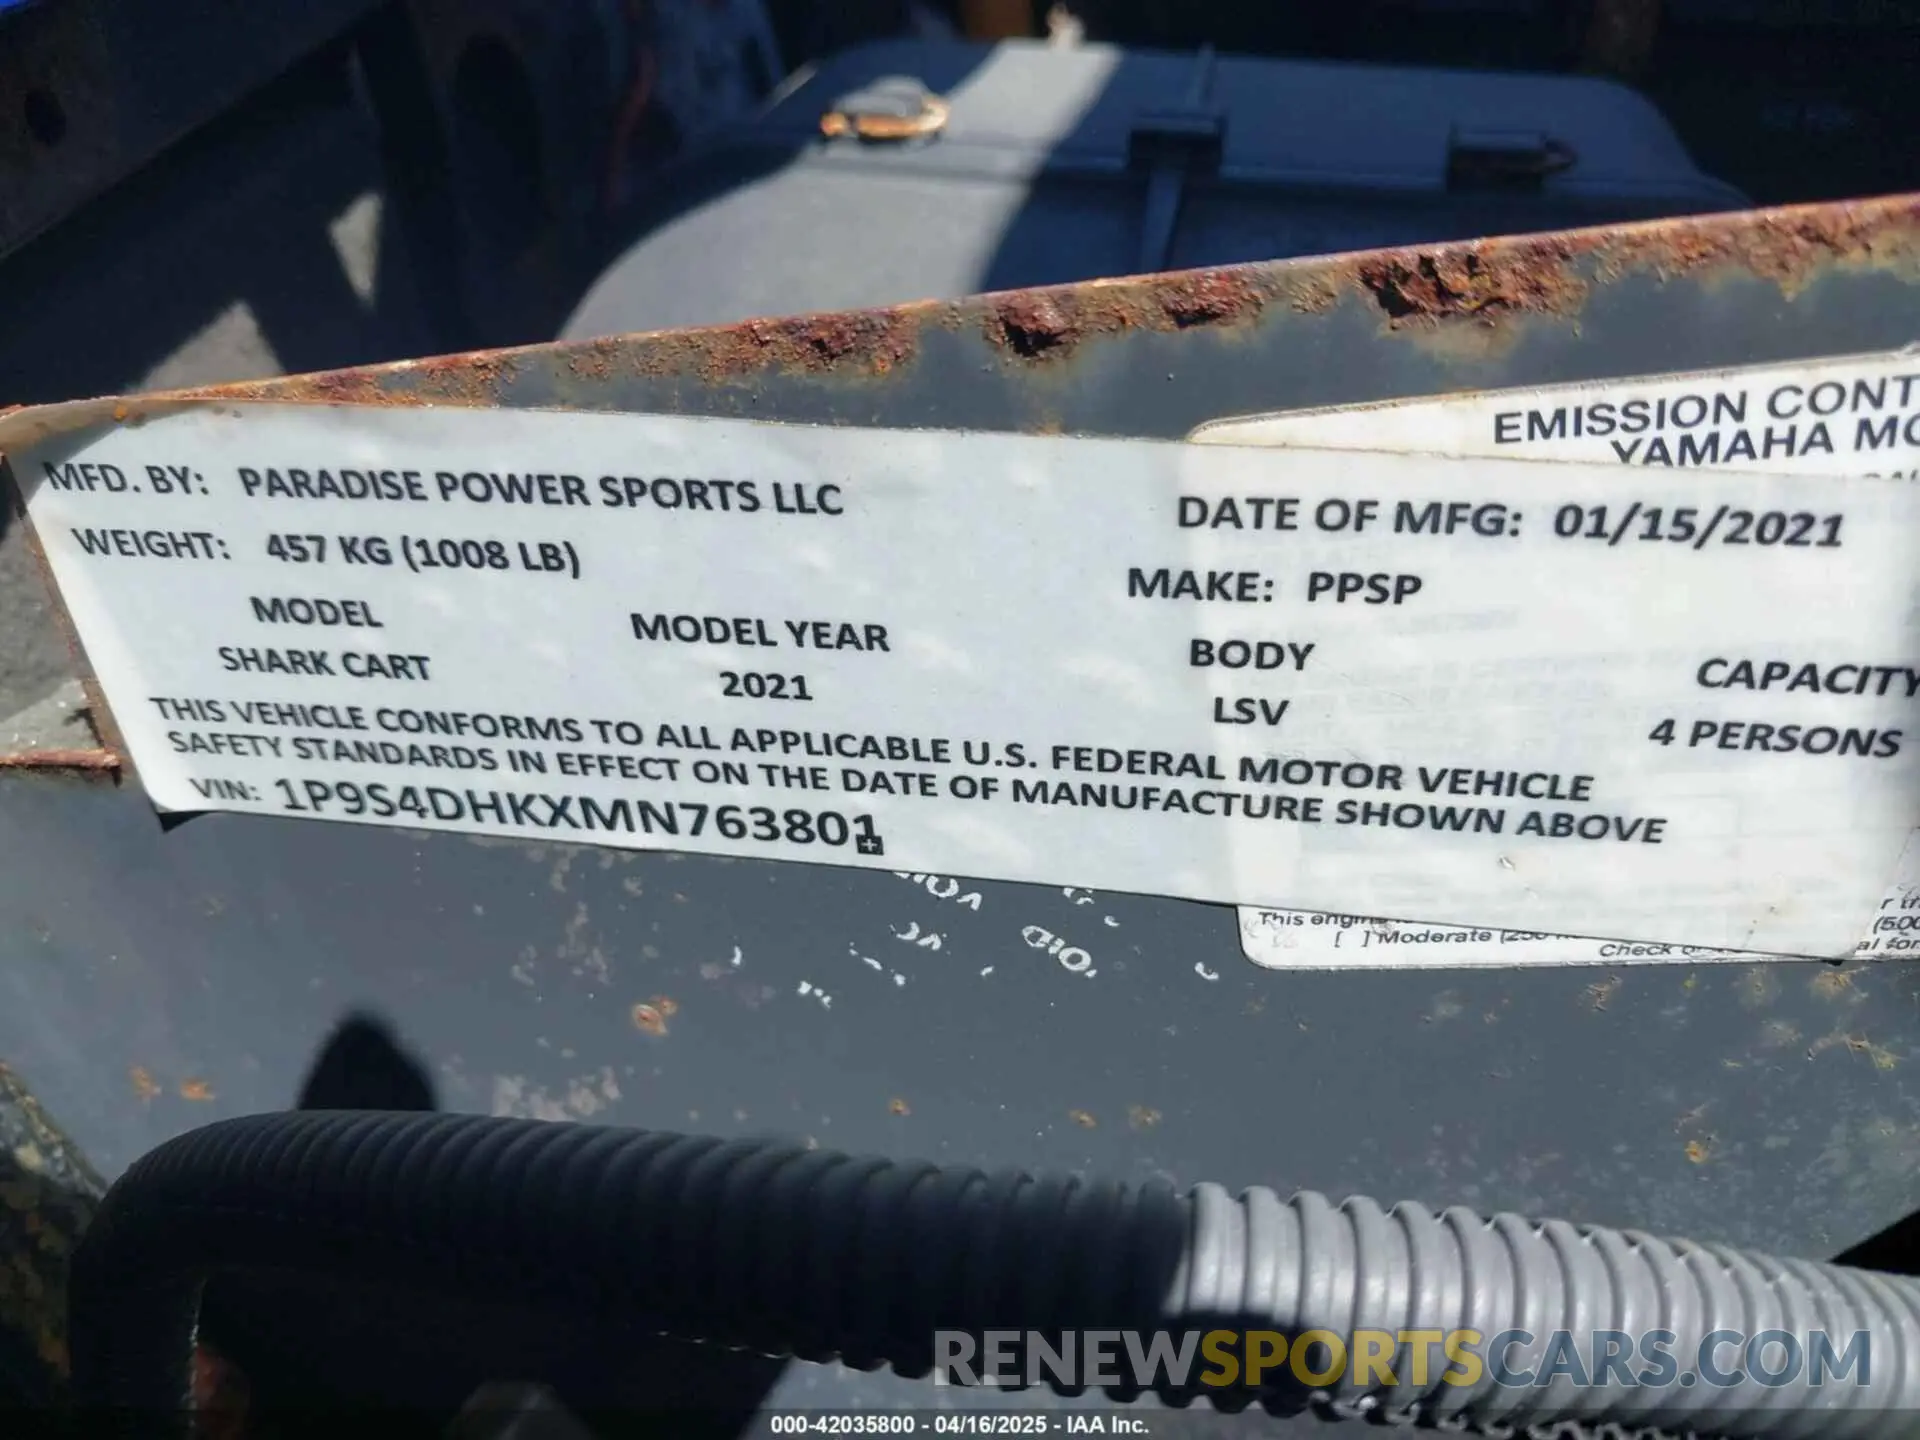 EMISSION CONT
YAMAHA MO
MFD. BY: PARADISE POWER SPORTS LLC
DATE OF MFG: 01/15/2021
WEIGHT: 457 KG (1008 LB)
MAKE: PPSP
MODEL MODEL YEAR BODY CAPACITY
SHARK CART 2021 LSV 4 PERSONS
THIS VEHICLE CONFORMS TO ALL APPLICABLE U.S. FEDERAL MOTOR VEHICLE
SAFETY STANDARDS IN EFFECT ON THE DATE OF MANUFACTURE SHOWN ABOVE
VIN: 1P9S4DHKXMN763801
This engine
[ ] Moderate
Check
RENEWSPORTSCARS.COM
000-42035800 - 04/16/2025 - IAA Inc.